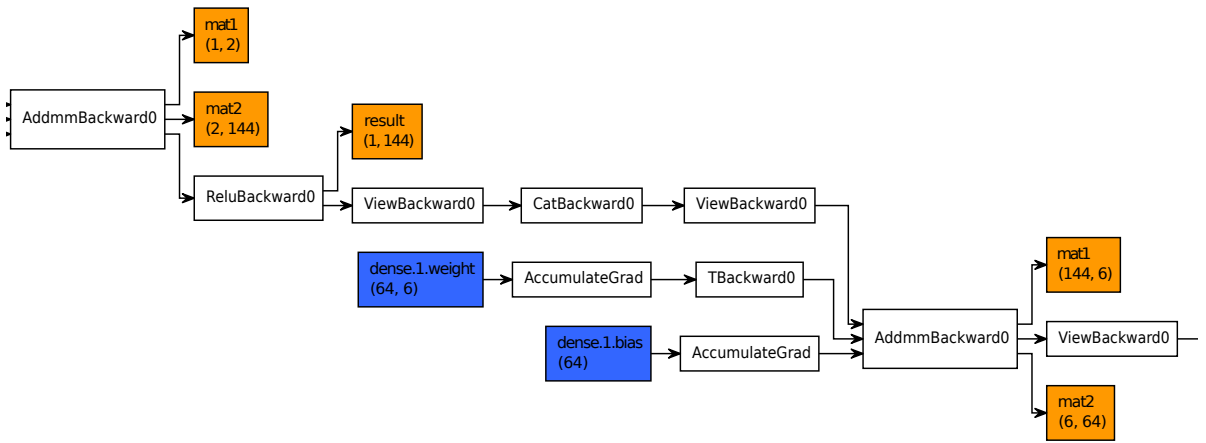 mat1
(1, 2)
AddmmBackward0
mat2
(2, 144)
result
(1, 144)
ReluBackward0
ViewBackward0
CatBackward0
ViewBackward0
dense.1.weight
(64, 6)
AccumulateGrad
TBackward0
mat1
(144, 6)
dense.1.bias
(64)
AccumulateGrad
AddmmBackward0
ViewBackward0
mat2
(6, 64)